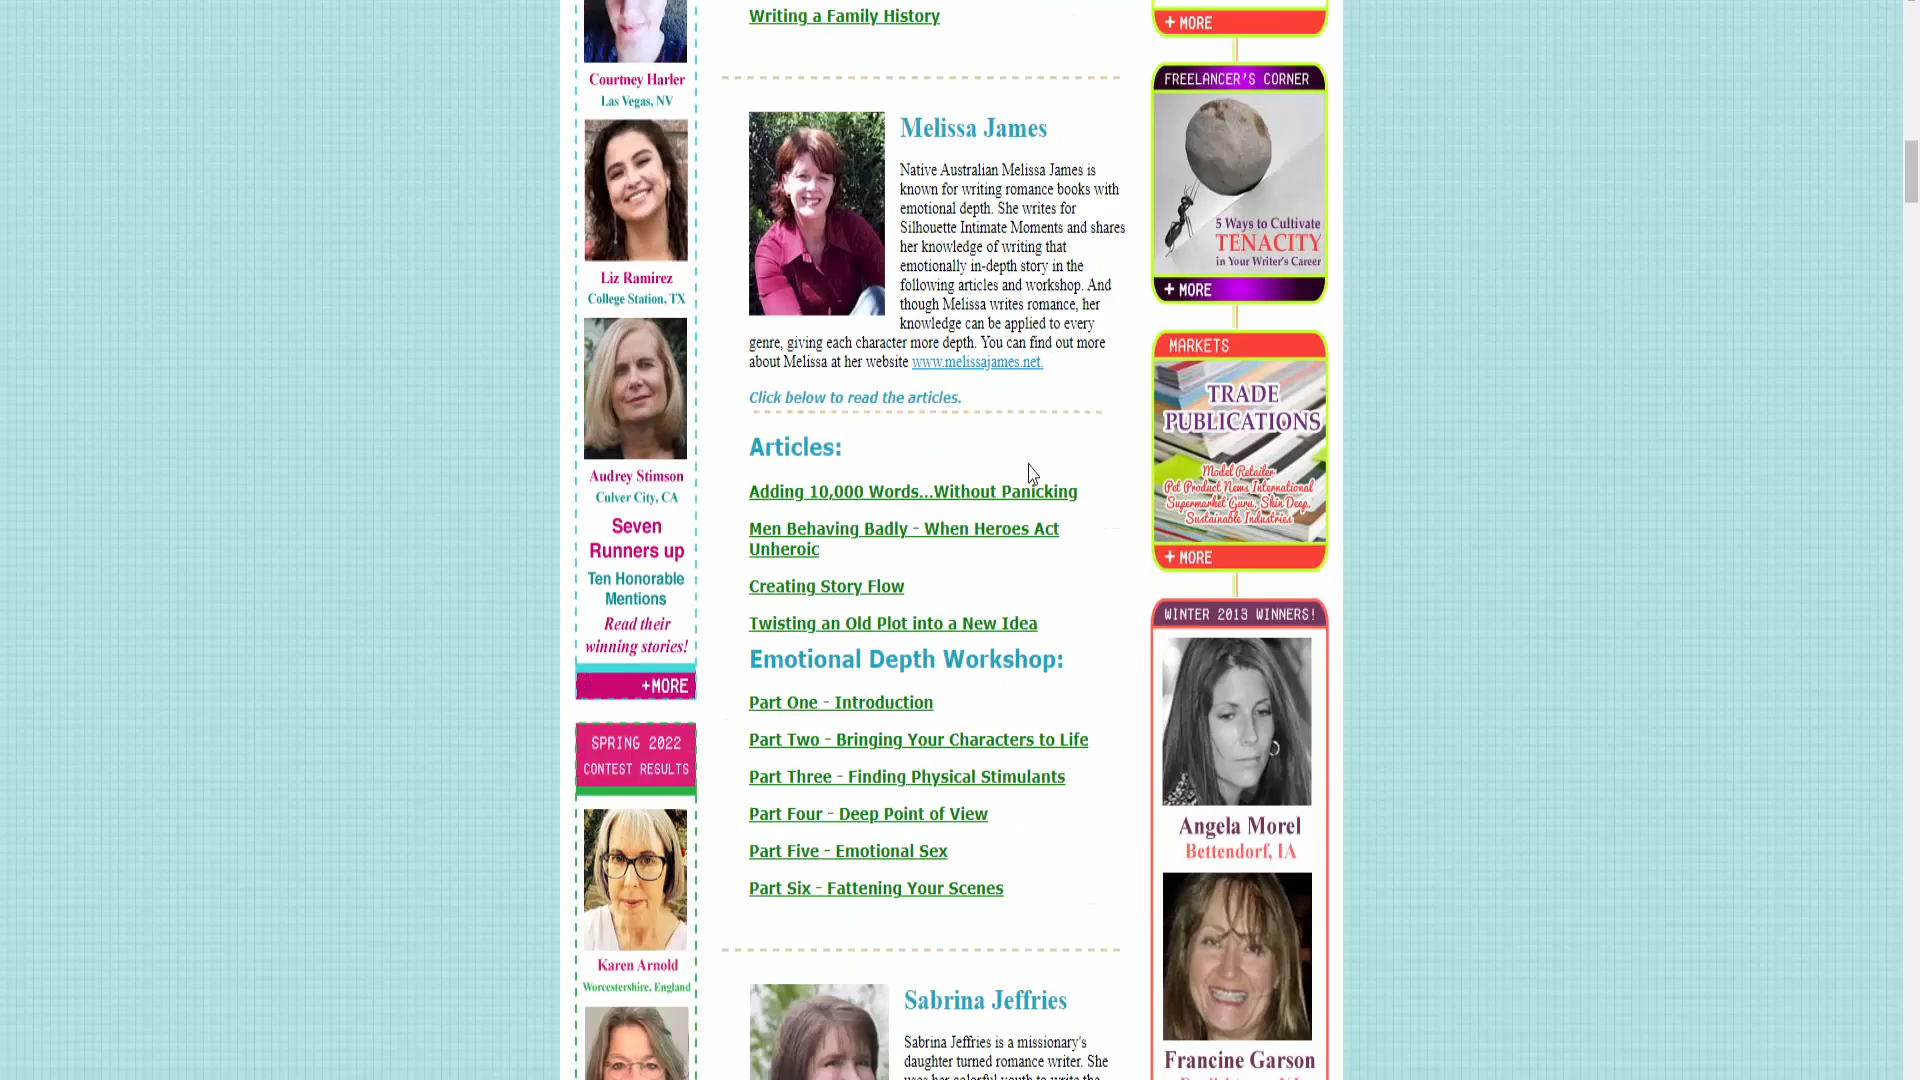 Courtney Harler
Las Vegas, NV
Liz Ramirez
College Station, TX
Audrey Stimson
Culver City, CA
Seven
Runners up
Ten Honorable
Mentions
Read their
winning stories!
+MORE
SPRING 2022
CONTEST RESULTS
Karen Arnold
Worcestershire, England
Writing a Family History
Melissa James
Native Australian Melissa James is
known for writing romance books with
emotional depth. She writes for
Silhouette Intimate Moments and shares
her knowledge of writing that
emotionally in-depth story in the
following articles and workshop. And
though Melissa writes romance, her
knowledge can be applied to every
genre, giving each character more depth. You can find out more
about Melissa at her website www.melissajames.net.
Click below to read the articles.
Articles:
Adding 10,000 Words...Without Panicking
Men Behaving Badly - When Heroes Act
Unheroic
Creating Story Flow
Twisting an Old Plot into a New Idea
Emotional Depth Workshop:
Part One - Introduction
Part Two - Bringing Your Characters to Life
Part Three - Finding Physical Stimulants
Part Four - Deep Point of View
Part Five - Emotional Sex
Part Six - Fattening Your Scenes
Sabrina Jeffries
Sabrina Jeffries is a missionary's
daughter turned romance writer. She
+ MORE
FREELANCER'S CORNER
5 Ways to Cultivate
TENACITY
in Your Writer's Career
+ MORE
MARKETS
TRADE
PUBLICATIONS
Model Retailer
Pet Product News International
Supermarket Guru, Skin Deep,
Sustainable Industries
+ MORE
WINTER 2013 WINNERS!
Angela Morel
Bettendorf, IA
Francine Garson